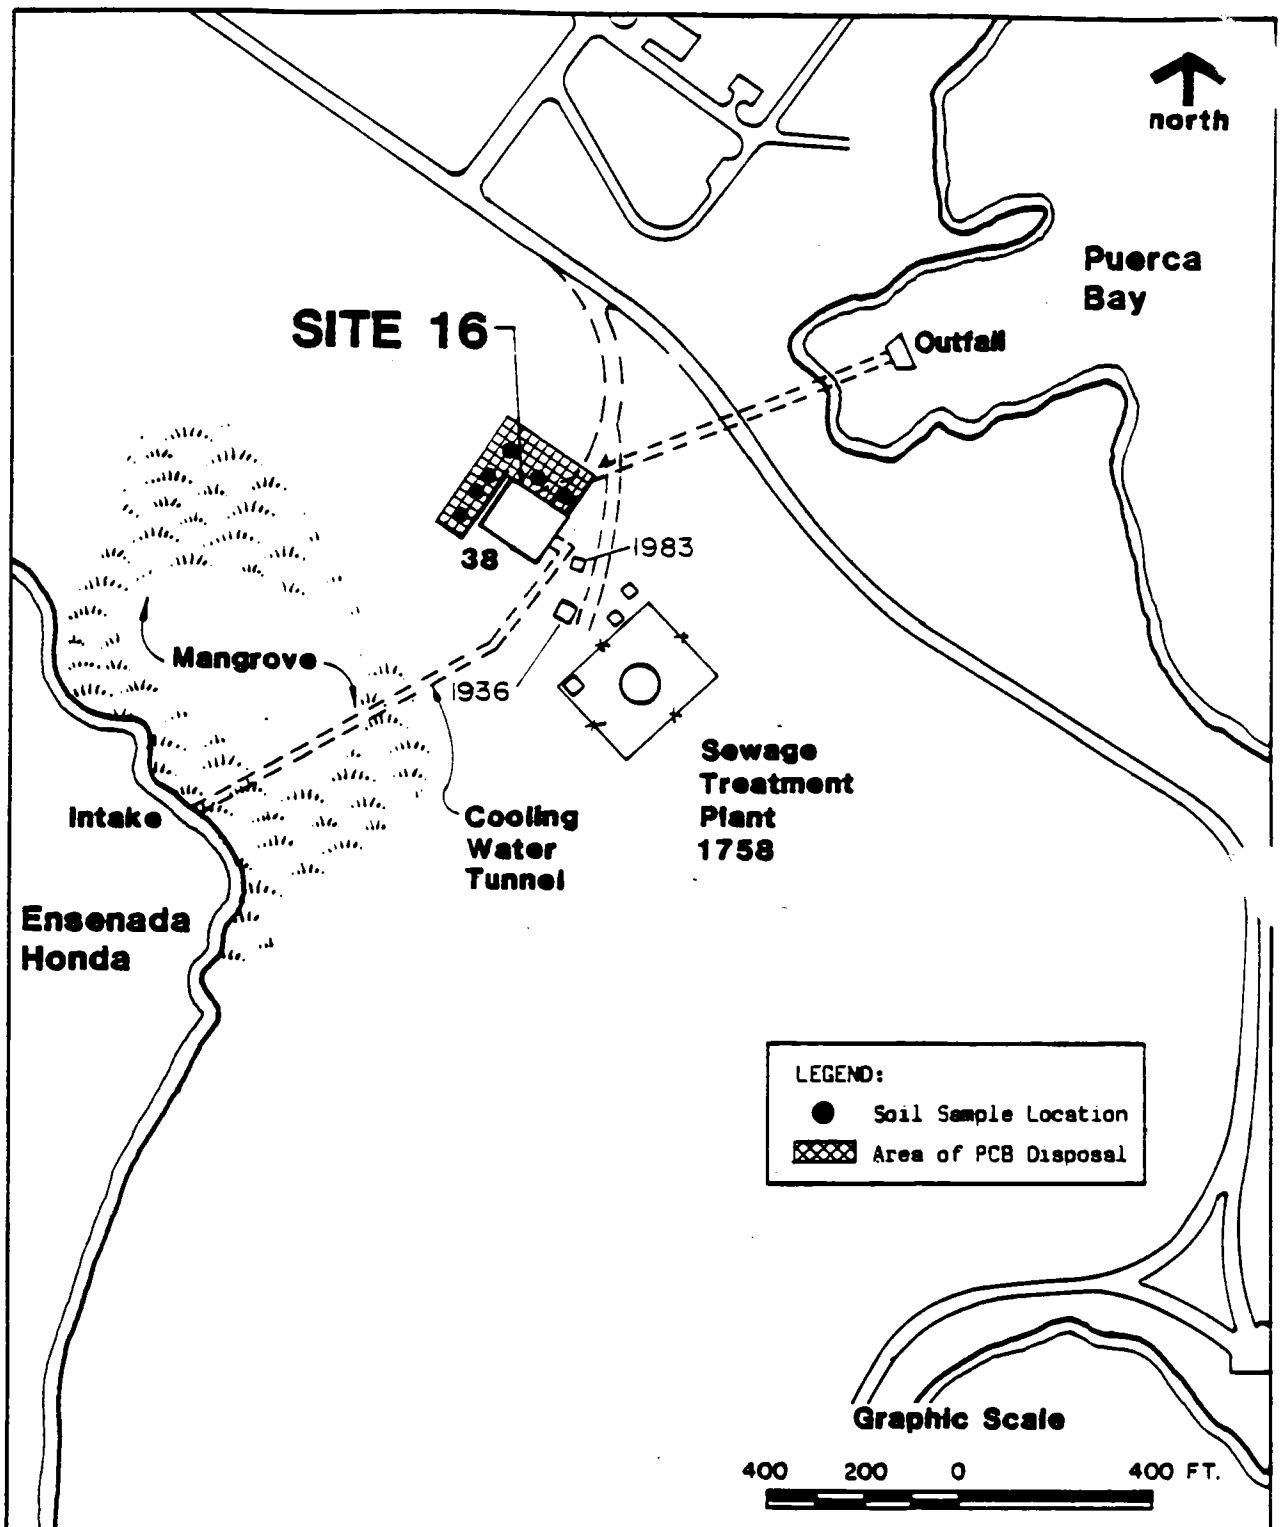 north
Puerca
Bay
SITE 16
Outfall
38
1983
Mangrove
1936
Sewage
Treatment
Plant
1758
Intake
Cooling
Water
Tunnel
Ensenada
Honda
LEGEND:
Soil Sample Location
Area of PCB Disposal
Graphic Scale
400 200 0 400 FT.